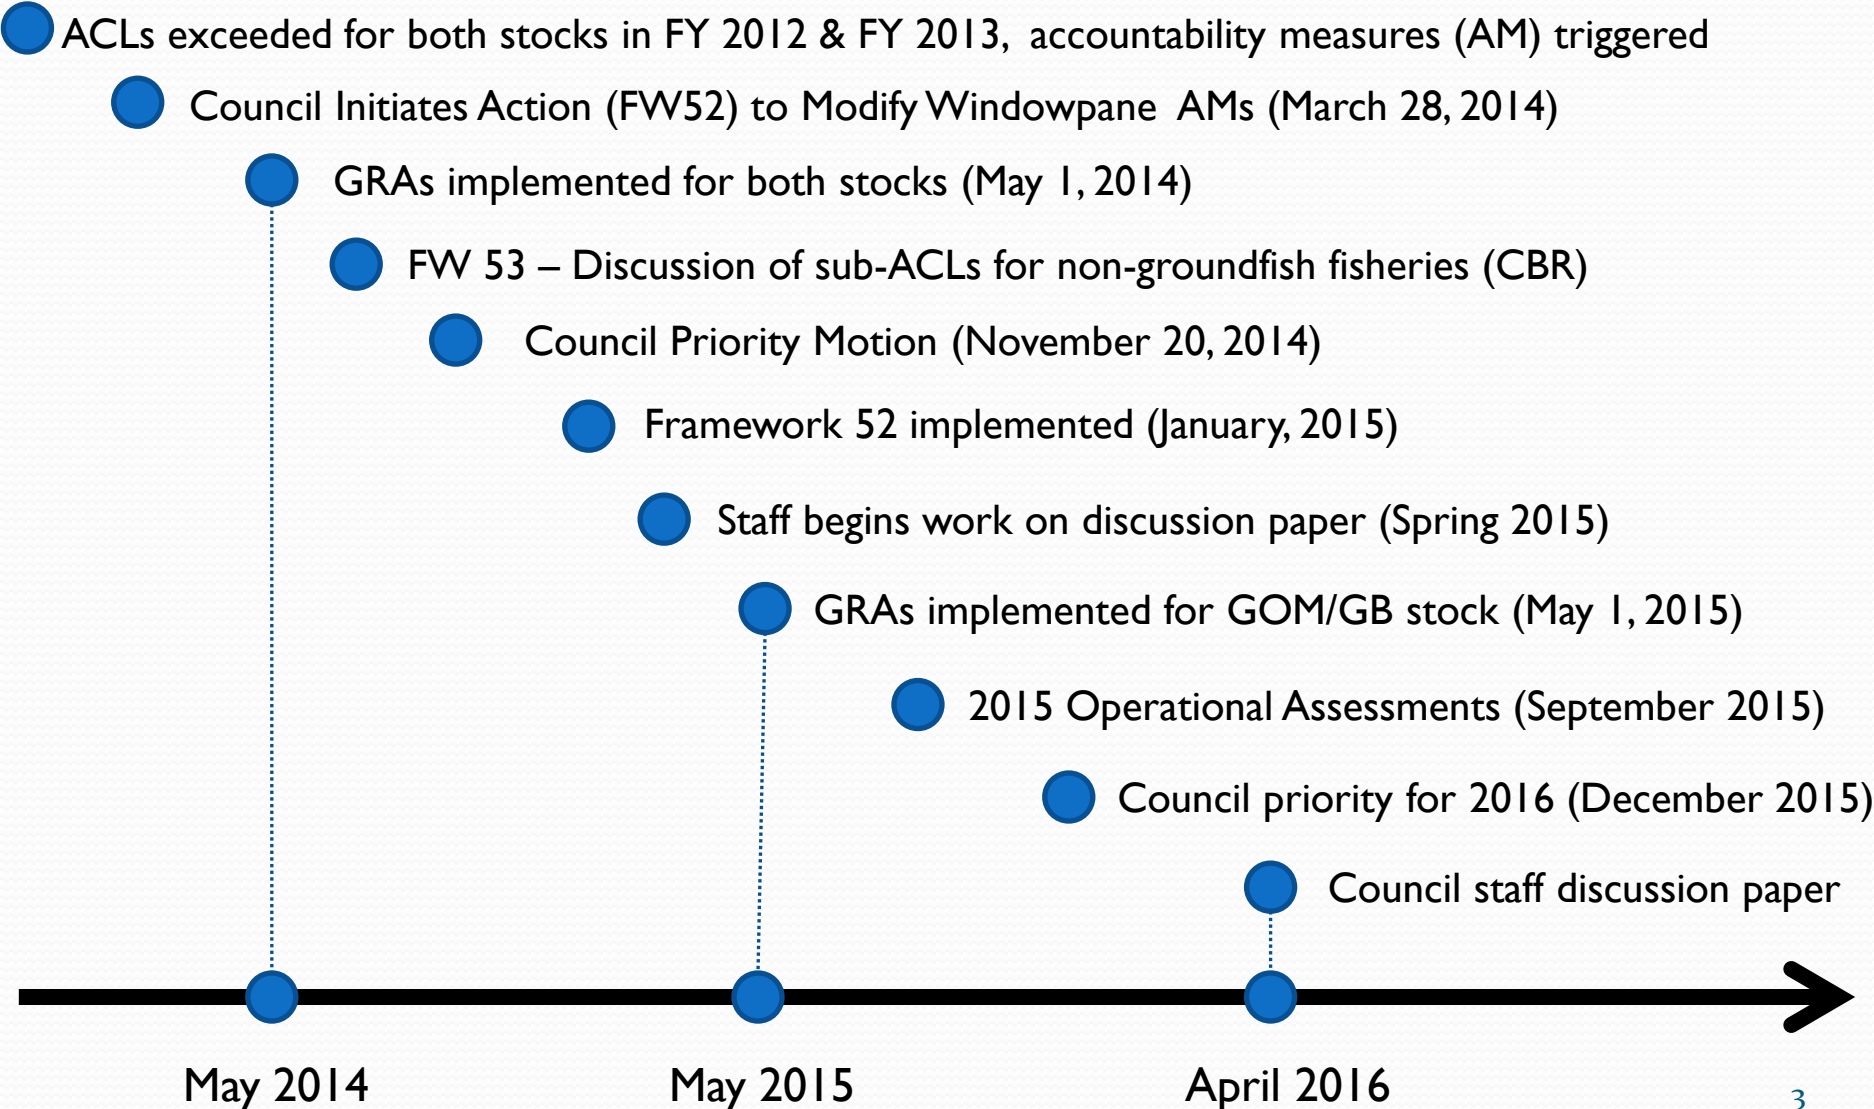 ACLs exceeded for both stocks in FY 2012 & FY 2013, accountability measures (AM) triggered
Council Initiates Action (FW52) to Modify Windowpane AMs (March 28, 2014)
GRAs implemented for both stocks (May 1, 2014)
FW 53 – Discussion of sub-ACLs for non-groundfish fisheries (CBR)
Council Priority Motion (November 20, 2014)
Framework 52 implemented (January, 2015)
Staff begins work on discussion paper (Spring 2015)
GRAs implemented for GOM/GB stock (May 1, 2015)
2015 Operational Assessments (September 2015)
Council priority for 2016 (December 2015)
Council staff discussion paper
May 2014
May 2015
April 2016
3